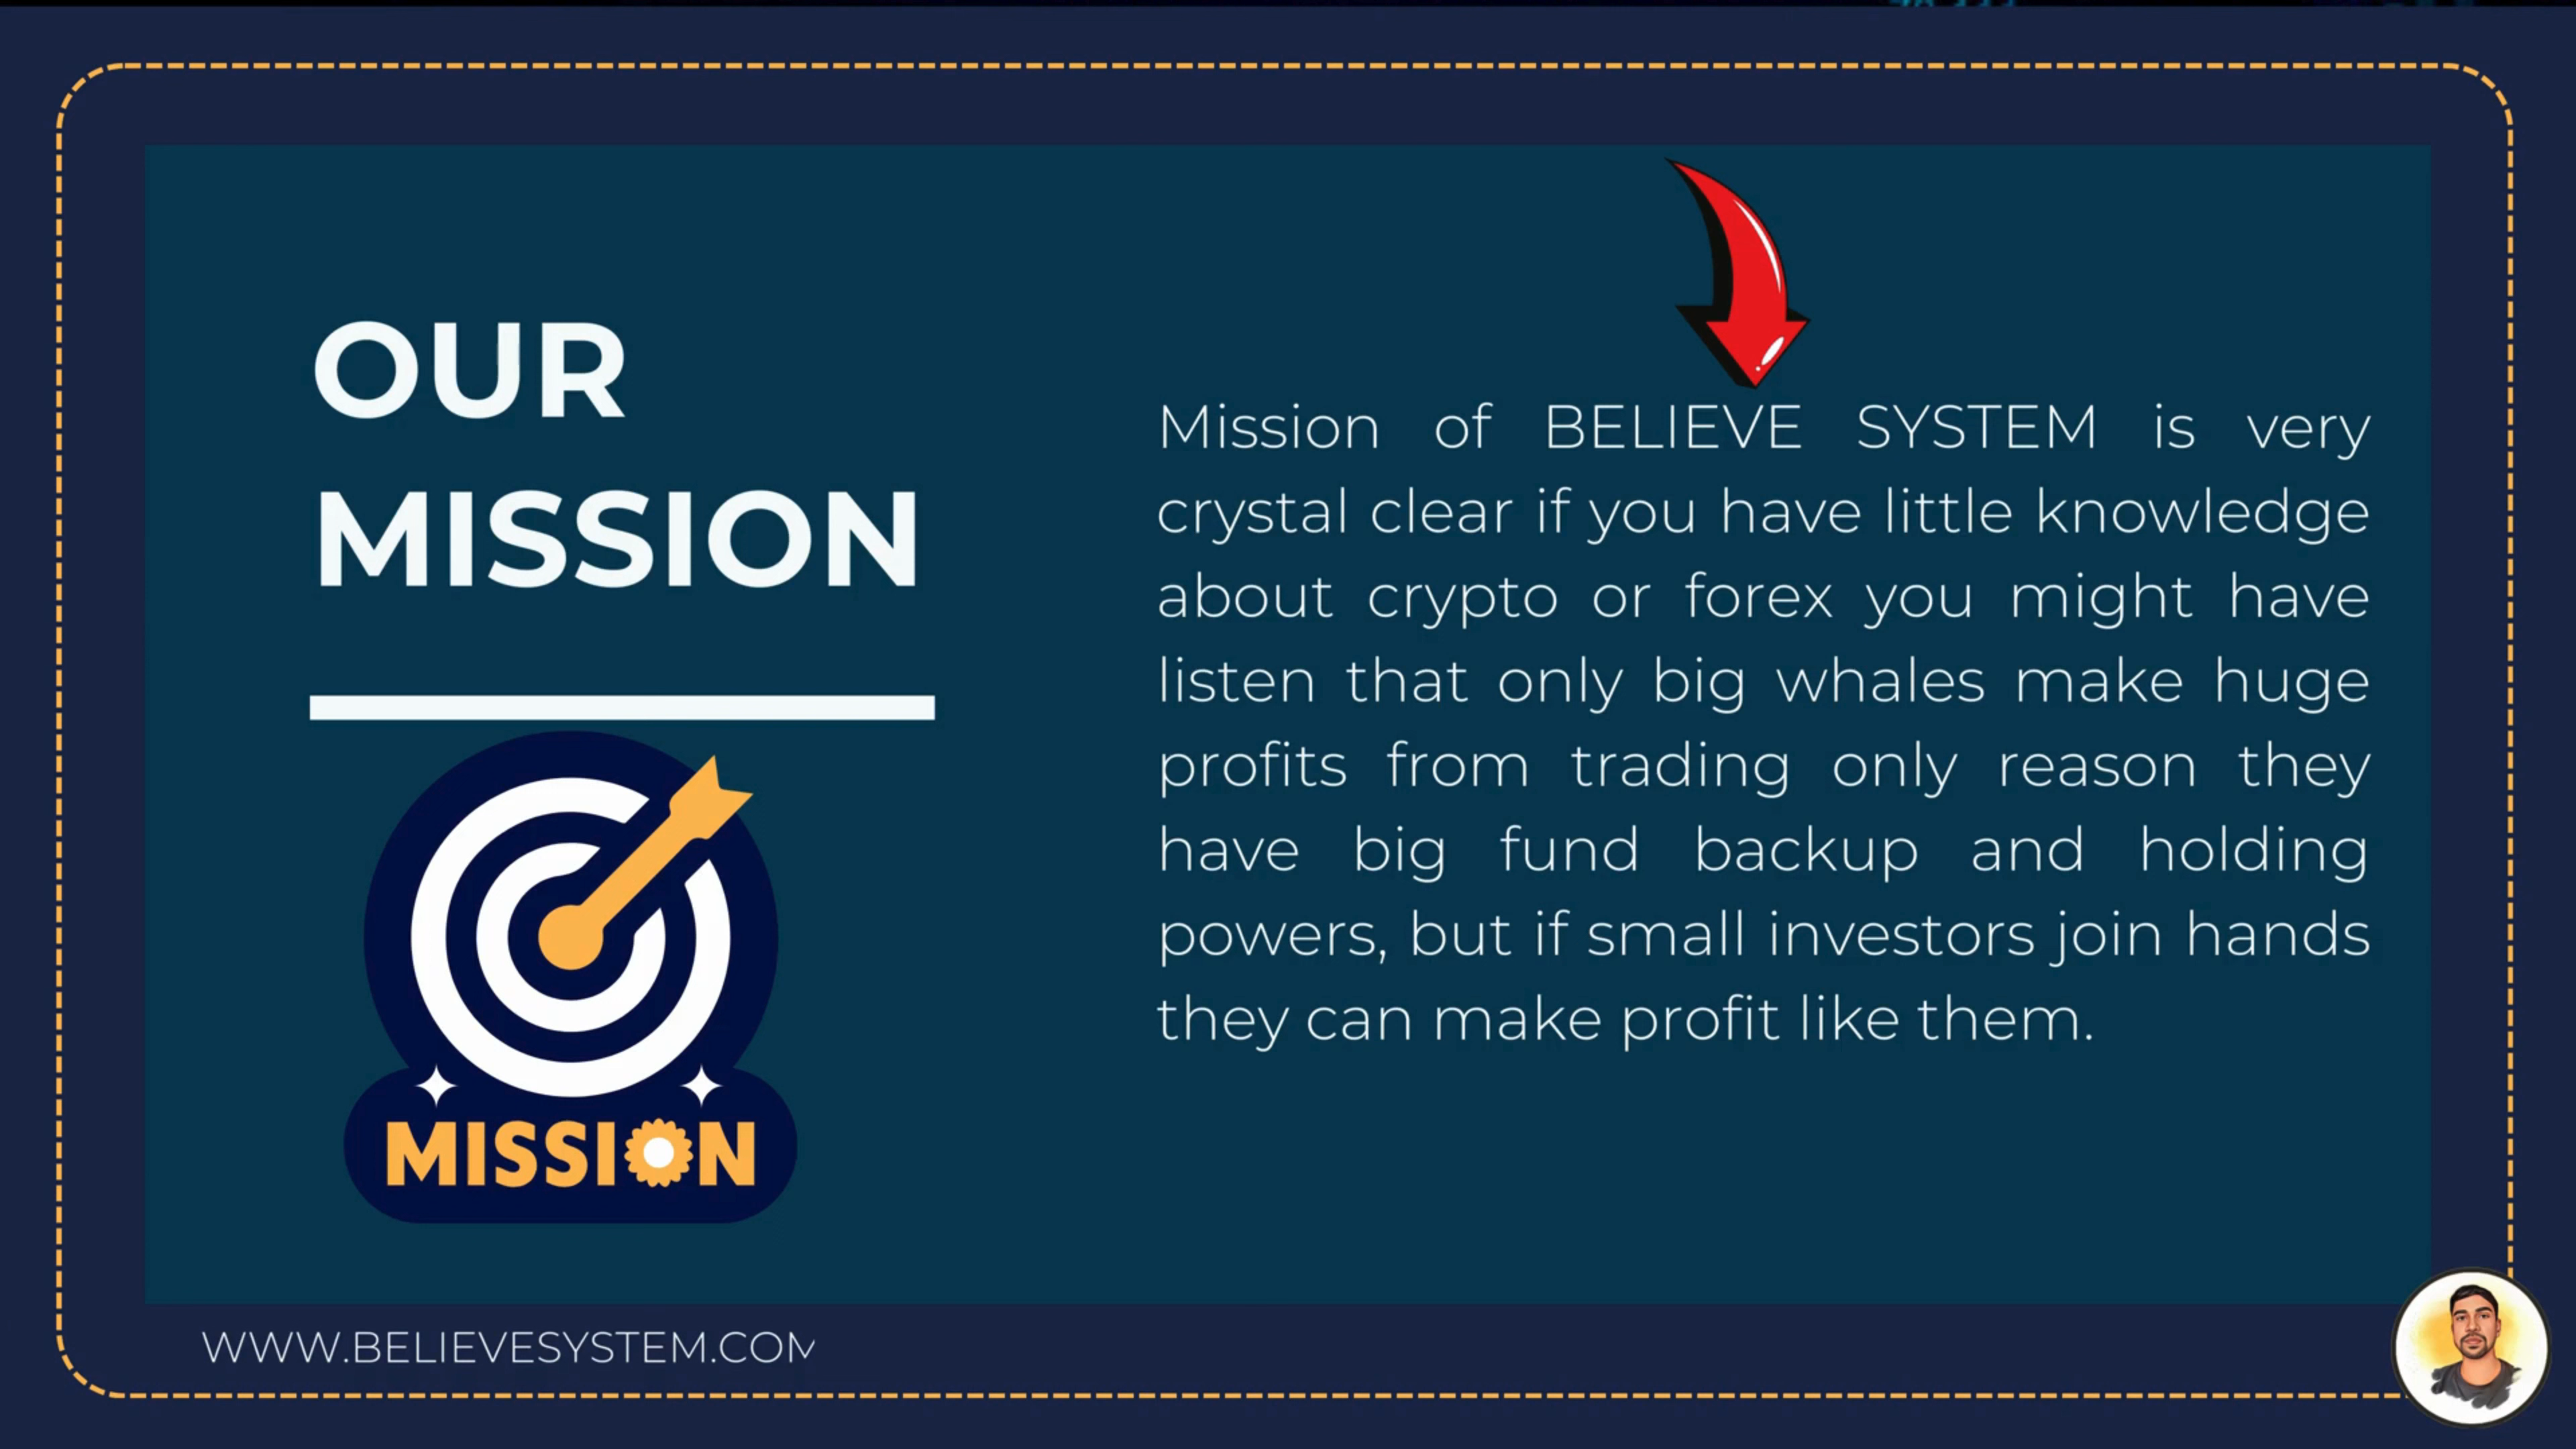 OUR
MISSION
Mission of BELIEVE SYSTEM is very
crystal clear if you have little knowledge
about crypto or forex you might have
listen that only big whales make huge
profits from trading only reason they
have big fund backup and holding
powers, but if small investors join hands
they can make profit like them.
MISSION
WWW.BELIEVESYSTEM.COM